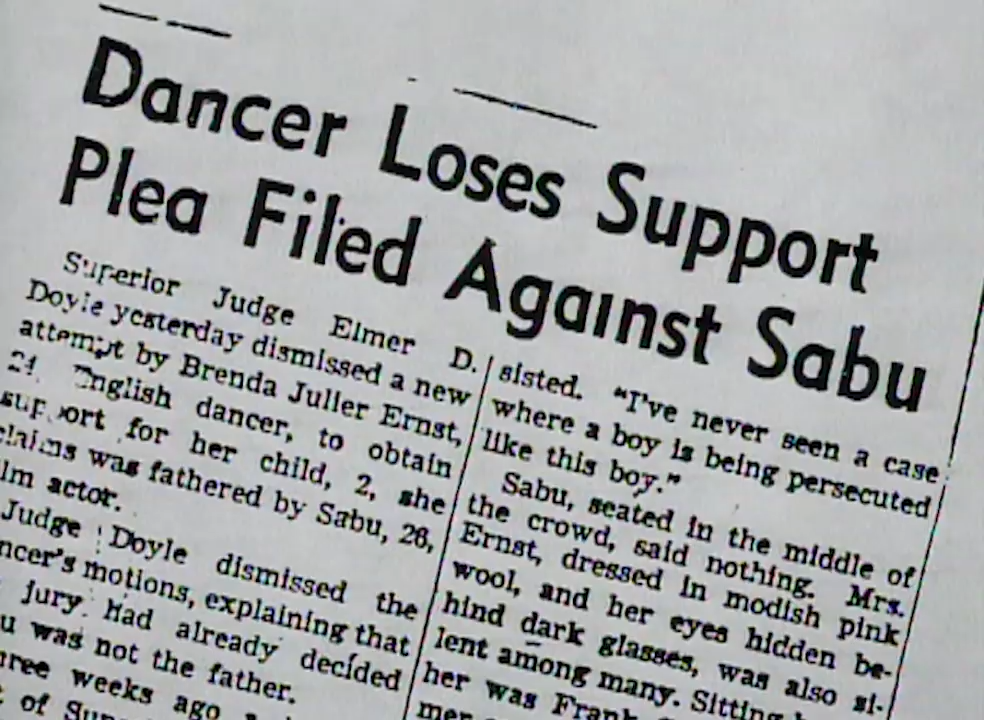 Dancer Loses Support
Plea Filed Against Sabu
Superior Judge Elmer D.
Doyle yesterday dismissed a new
attempt by Brenda Juller Ernst,
24, English dancer, to obtain
support for her child, 2, she
claims was fathered by Sabu, 26,
lm actor.
Judge Doyle dismissed the
ncer's motions, explaining that
jury had already decided
u was not the father.
hree weeks ago
of
sisted. "I've never seen a case
where a boy is being persecuted
like this boy."
Sabu, seated in the middle of
the crowd, said nothing. Mrs.
Ernst, dressed in modish pink
wool, and her eyes hidden be-
hind dark glasses, was also si-
lent among many. Sitting
her was Frank
mer